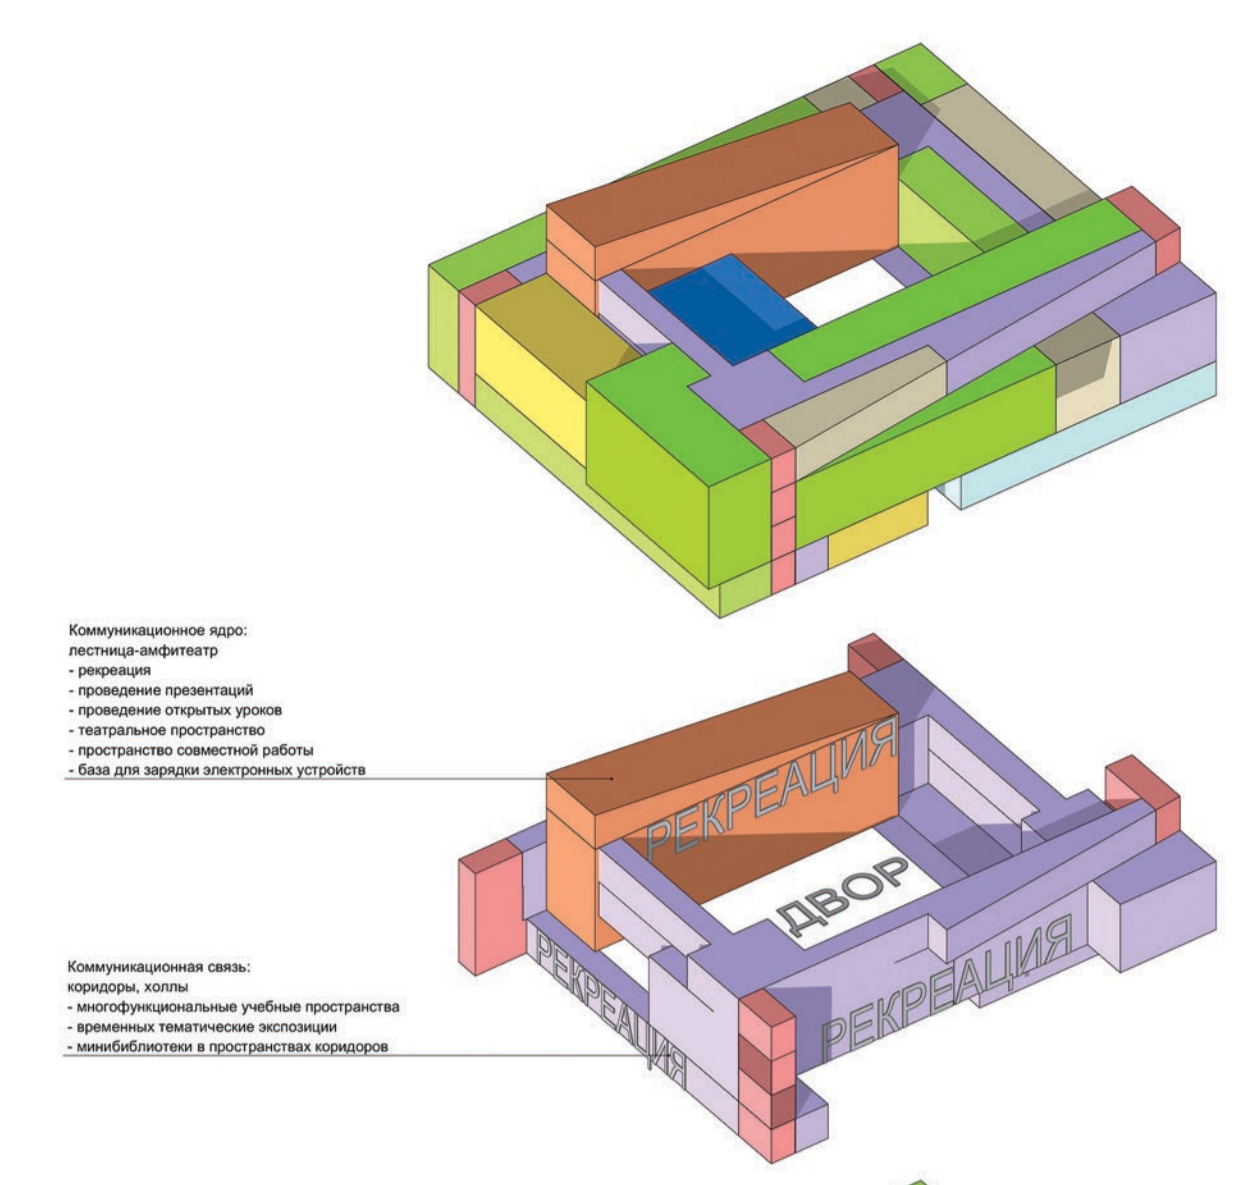 Коммуникационное ядро:
лестница-амфитеатр
- рекреация
- проведение презентаций
- проведение открытых уроков
- театральное пространство
- пространство совместной работы
- база для зарядки электронных устройств
РЕКРЕАЦИЯ
ДВОР
РЕКРЕАЦИЯ
РЕКРЕАЦИЯ
Коммуникационная связь:
коридоры, холлы
- многофункциональные учебные пространства
- временных тематические экспозиции
- минибиблиотеки в пространствах коридоров